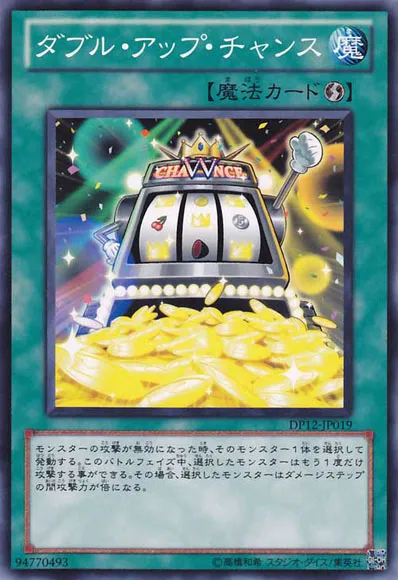 ダブル・アップ・チャンス
魔
【魔法カード】
CHAVVNCE
DP12-JP019
モンスターの攻撃が無効になった時、そのモンスター1体を選択して
発動する。このバトルフェイズ中、選択したモンスターはもう1度だけ
攻撃する事ができる。その場合、選択したモンスターはダメージステップ
の間攻撃力が倍になる。
94770493
©高橋和希 スタジオ・ダイス/集英社